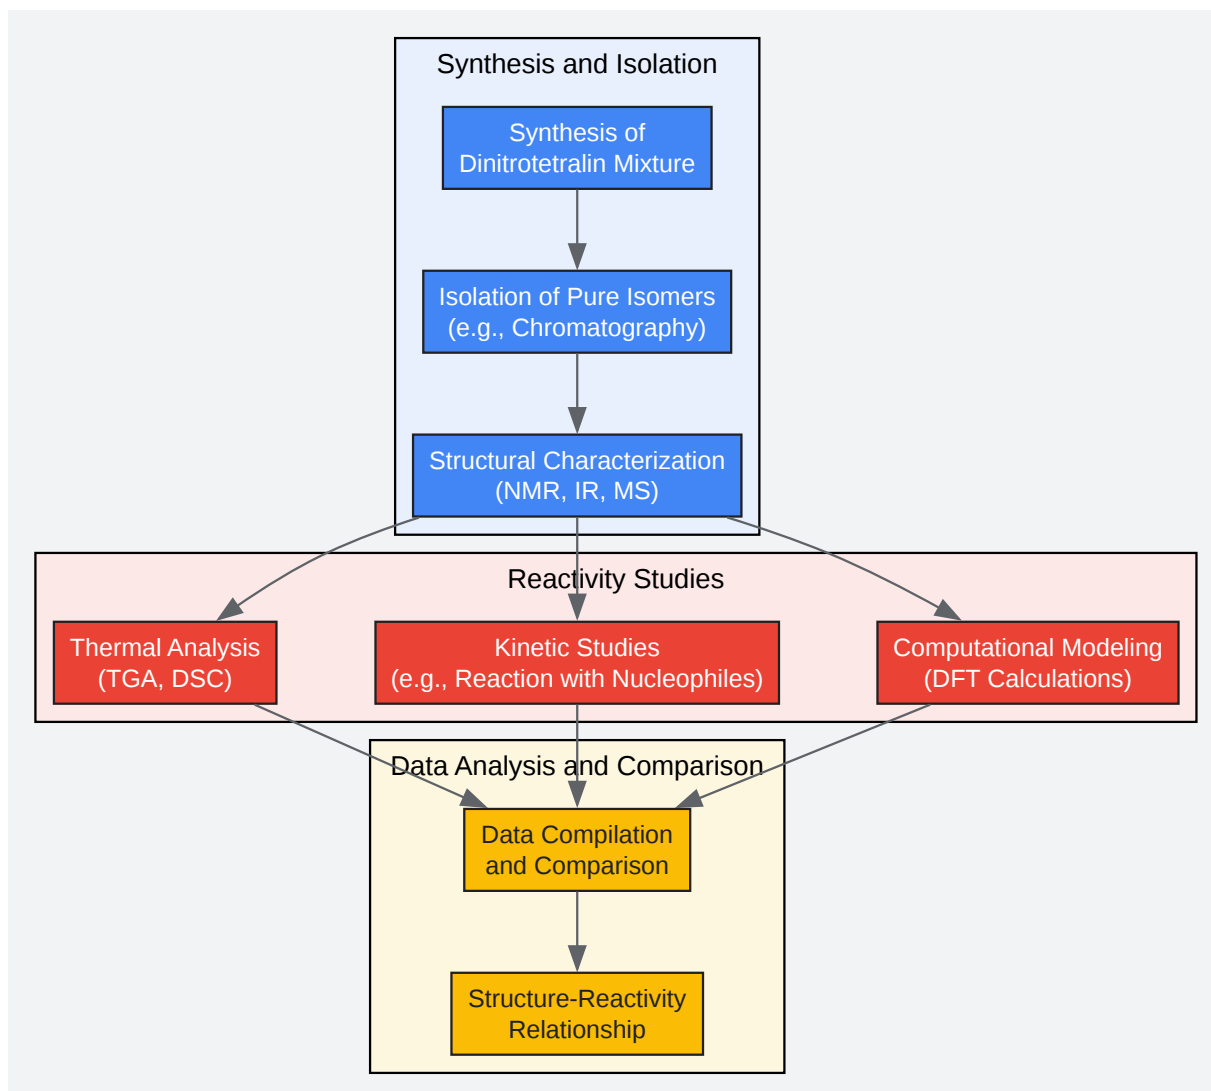 Synthesis and Isolation
Synthesis of
Dinitrotetralin Mixture
Isolation of Pure Isomers
(e.g., Chromatography)
Structural Characterization
(NMR, IR, MS)
Reactivity Studies
Thermal Analysis
(TGA, DSC)
Kinetic Studies
(e.g., Reaction with Nucleophiles)
Computational Modeling
(DFT Calculations)
Data Analysis and Comparison
Data Compilation
and Comparison
Structure-Reactivity
Relationship